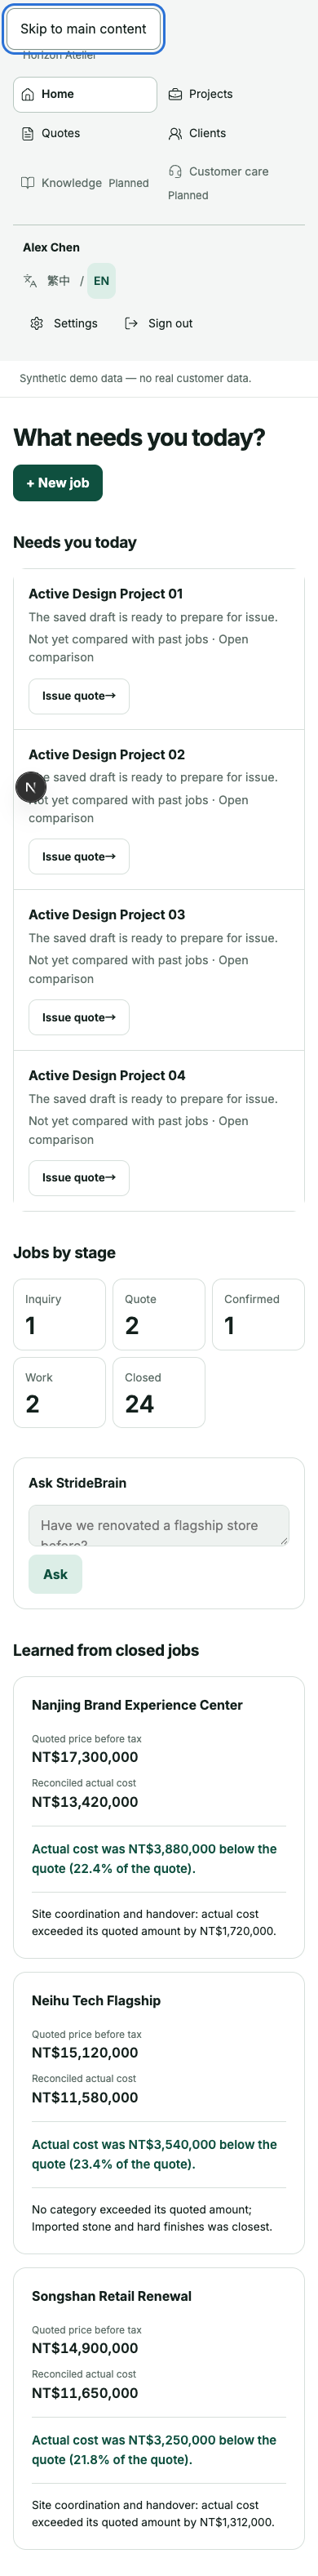 Skip to main content
Horizon Atelier
Home
Projects
Quotes
Clients
Knowledge Planned
Customer care
Planned
Alex Chen
繁中 / EN
Settings
Sign out
Synthetic demo data — no real customer data.
What needs you today?
+ New job
Needs you today
Active Design Project 01
The saved draft is ready to prepare for issue.
Not yet compared with past jobs · Open
comparison
Issue quote→
Active Design Project 02
The saved draft is ready to prepare for issue.
N
Not yet compared with past jobs · Open
comparison
Issue quote→
Active Design Project 03
The saved draft is ready to prepare for issue.
Not yet compared with past jobs · Open
comparison
Issue quote→
Active Design Project 04
The saved draft is ready to prepare for issue.
Not yet compared with past jobs · Open
comparison
Issue quote→
Jobs by stage
Inquiry
1
Quote
2
Confirmed
1
Work
2
Closed
24
Ask StrideBrain
Have we renovated a flagship store
before?
Ask
Learned from closed jobs
Nanjing Brand Experience Center
Quoted price before tax
NT$17,300,000
Reconciled actual cost
NT$13,420,000
Actual cost was NT$3,880,000 below the
quote (22.4% of the quote).
Site coordination and handover: actual cost
exceeded its quoted amount by NT$1,720,000.
Neihu Tech Flagship
Quoted price before tax
NT$15,120,000
Reconciled actual cost
NT$11,580,000
Actual cost was NT$3,540,000 below the
quote (23.4% of the quote).
No category exceeded its quoted amount;
Imported stone and hard finishes was closest.
Songshan Retail Renewal
Quoted price before tax
NT$14,900,000
Reconciled actual cost
NT$11,650,000
Actual cost was NT$3,250,000 below the
quote (21.8% of the quote).
Site coordination and handover: actual cost
exceeded its quoted amount by NT$1,312,000.